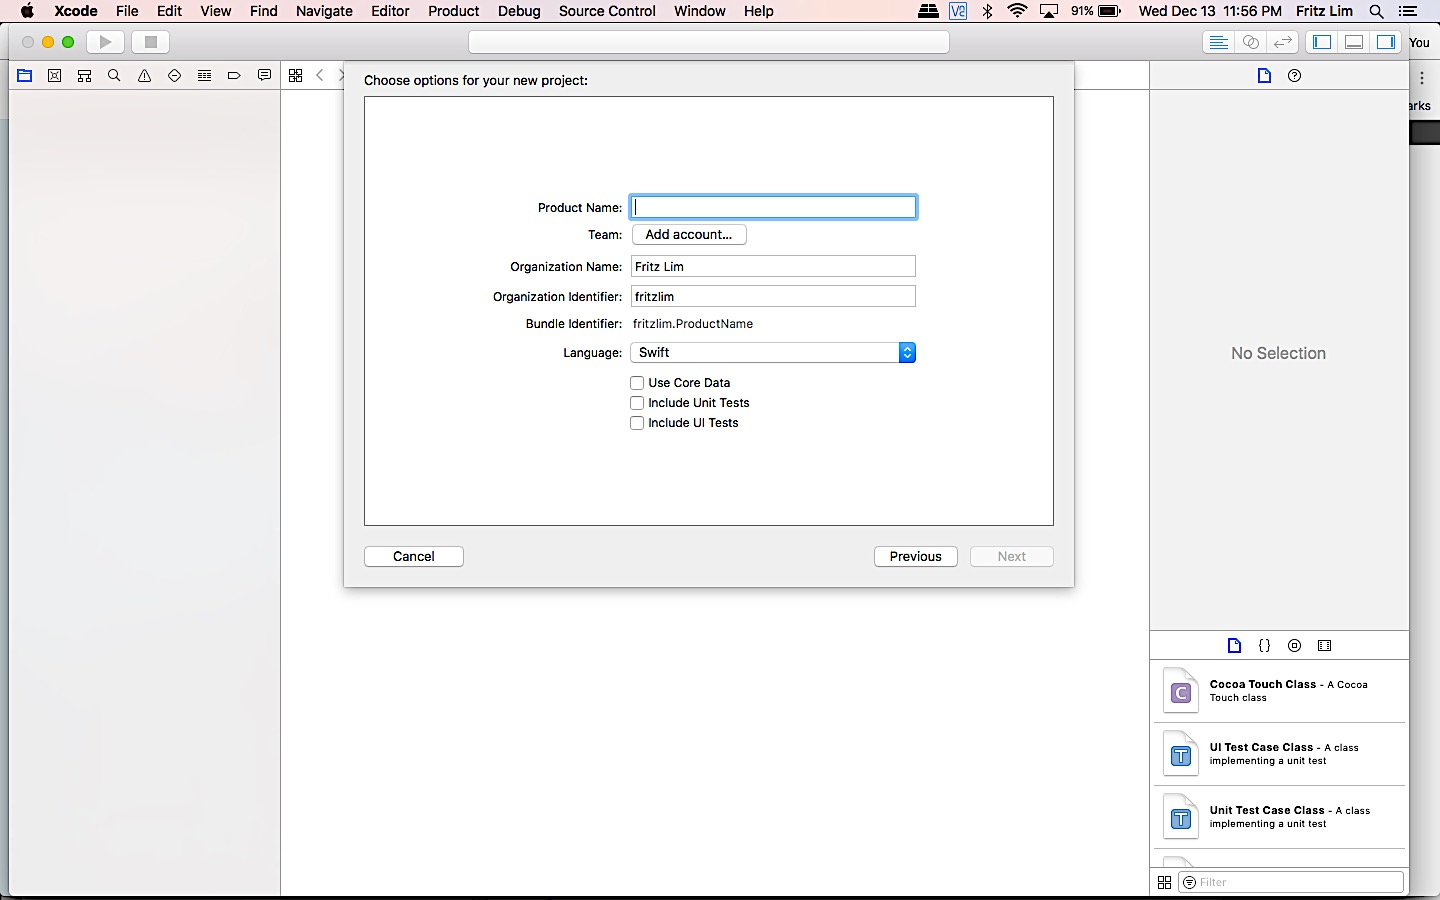 Xcode File Edit View Find Navigate Editor Product Debug Source Control Window Help 91% Wed Dec 13 11:56 PM Fritz Lim
You
arks
Choose options for your new project:
Product Name:
Team: Add account...
Organization Name: Fritz Lim
Organization Identifier: fritzlim
Bundle Identifier: fritzlim.ProductName
Language: Swift
Use Core Data
Include Unit Tests
Include UI Tests
Cancel Previous Next
No Selection
{}
C Cocoa Touch Class - A Cocoa
Touch class
T UI Test Case Class - A class
implementing a unit test
T Unit Test Case Class - A class
implementing a unit test
Filter